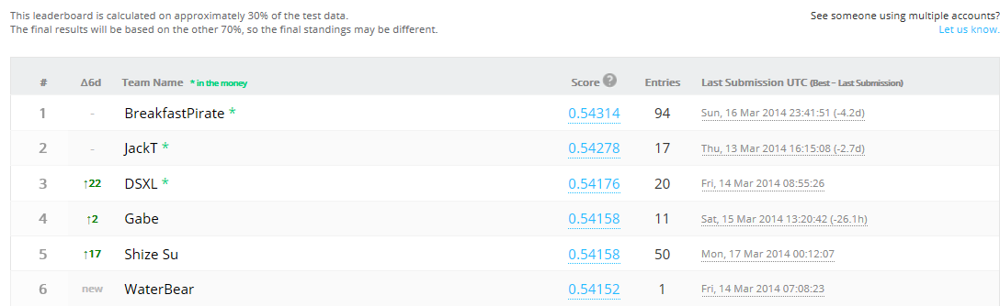 This leaderboard is calculated on approximately 30% of the test data.
The final results will be based on the other 70%, so the final standings may be different.
See someone using multiple accounts?
Let us know.
# Δ6d Team Name * in the money Score ? Entries Last Submission UTC (Best − Last Submission)
1 - BreakfastPirate * 0.54314 94 Sun, 16 Mar 2014 23:41:51 (-4.2d)
2 - JackT * 0.54278 17 Thu, 13 Mar 2014 16:15:08 (-2.7d)
3 ↑22 DSXL * 0.54176 20 Fri, 14 Mar 2014 08:55:26
4 ↑2 Gabe 0.54158 11 Sat, 15 Mar 2014 13:20:42 (-26.1h)
5 ↑17 Shize Su 0.54158 50 Mon, 17 Mar 2014 00:12:07
6 new WaterBear 0.54152 1 Fri, 14 Mar 2014 07:08:23